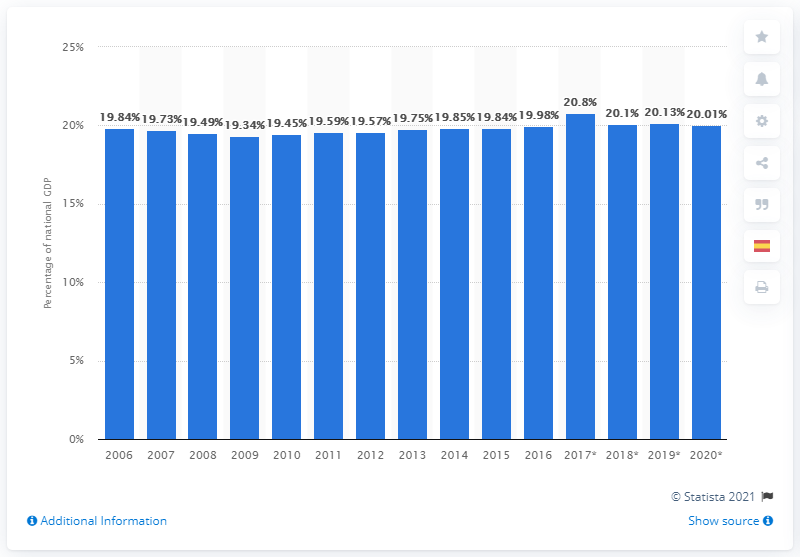 25%
20%
15%
10%
5%
0%
Percentage of national GDP
19.84% 19.73% 19.49% 19.34% 19.45% 19.59% 19.57% 19.75% 19.85% 19.84% 19.98% 20.8% 20.1% 20.13% 20.01%
2006 2007 2008 2009 2010 2011 2012 2013 2014 2015 2016 2017* 2018* 2019* 2020*
© Statista 2021
Additional Information
Show source